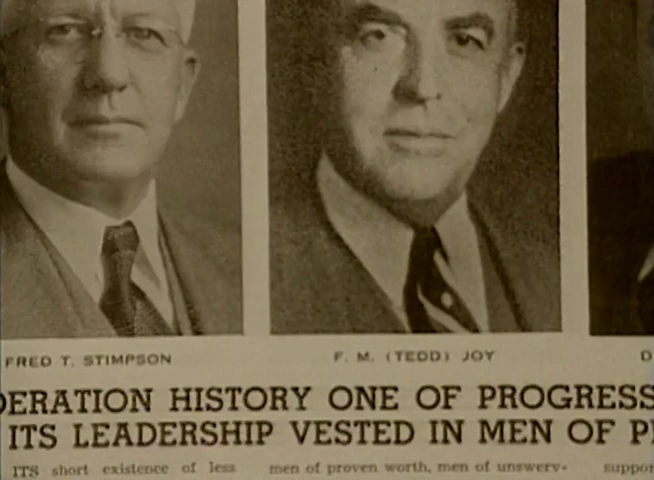 FRED T. STIMPSON
F. M. (TEDD) JOY
D
DERATION HISTORY ONE OF PROGRESS
ITS LEADERSHIP VESTED IN MEN OF P
ITS short existence of less
men of proven worth, men of unswerv-
suppor